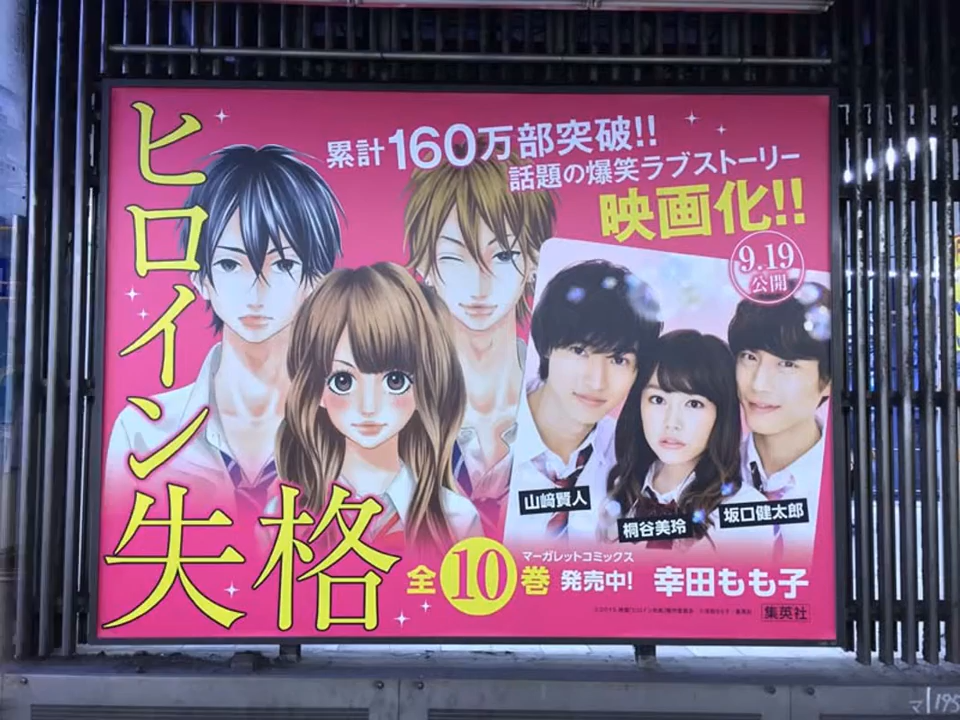 ヒロイン
失格
累計160万部突破!!
話題の爆笑ラブストーリー
映画化!!
9.19
公開
山﨑賢人
桐谷美玲
坂口健太郎
マーガレットコミックス
全10巻 発売中! 幸田もも子
集英社
マ
195